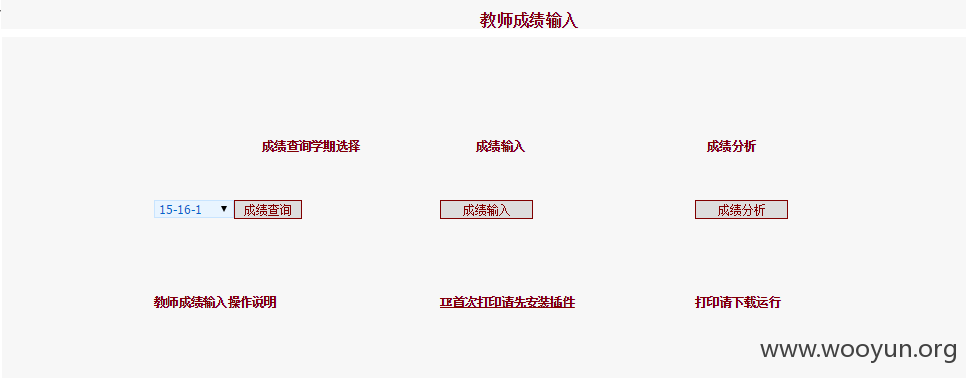 教师成绩输入
成绩查询学期选择 成绩输入 成绩分析
15-16-1 成绩查询 成绩输入 成绩分析
教师成绩输入操作说明 IE首次打印请先安装插件 打印请下载运行
www.wooyun.org